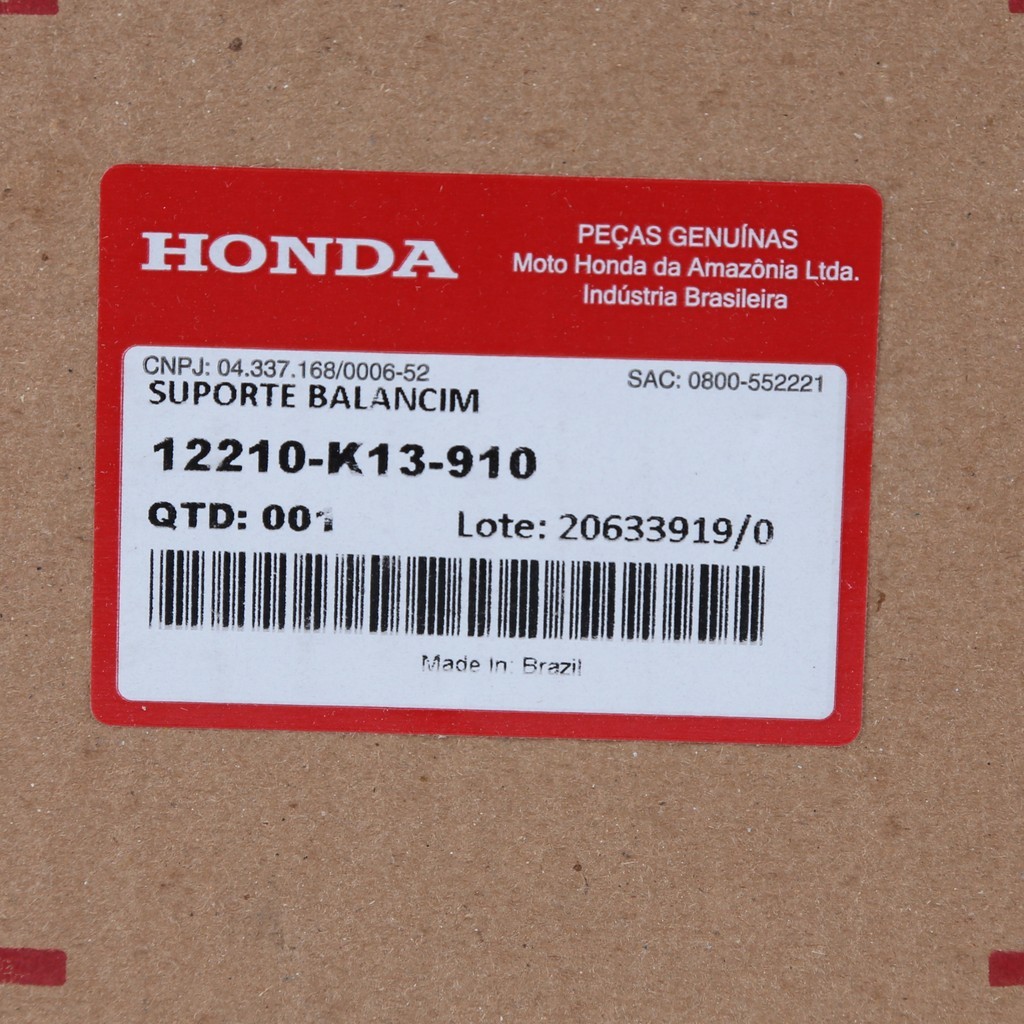 HONDA
PEÇAS GENUÍNAS
Moto Honda da Amazônia Ltda.
Indústria Brasileira
CNPJ: 04.337.168/0006-52
SAC: 0800-552221
SUPORTE BALANCIM
12210-K13-910
QTD: 001
Lote: 20633919/0
Made In: Brazil